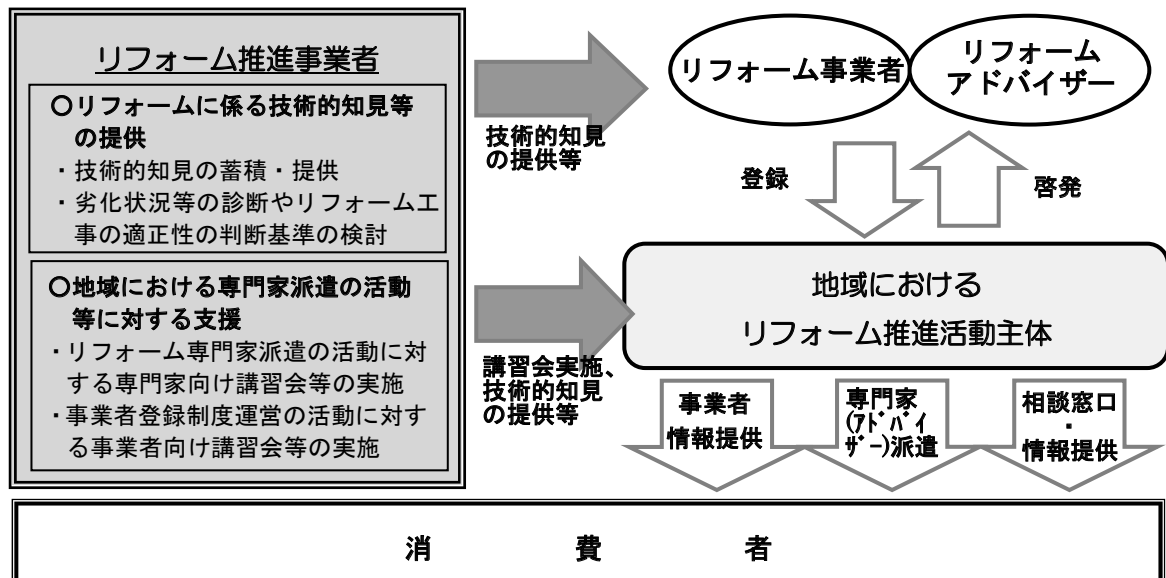 リフォーム推進事業者
〇リフォームに係る技術的知見等
の提供
・技術的知見の蓄積・提供
・劣化状況等の診断やリフォーム工
事の適正性の判断基準の検討
〇地域における専門家派遣の活動
等に対する支援
・リフォーム専門家派遣の活動に対
する専門家向け講習会等の実施
・事業者登録制度運営の活動に対す
る事業者向け講習会等の実施
技術的知見
の提供等
講習会実施、
技術的知見
の提供等
リフォーム事業者
リフォーム
アドバイザー
登録
啓発
地域における
リフォーム推進活動主体
事業者
情報提供
専門家
(ｱﾄﾞﾊﾞｲ
ｻﾞｰ)派遣
相談窓口
・
情報提供
消費者